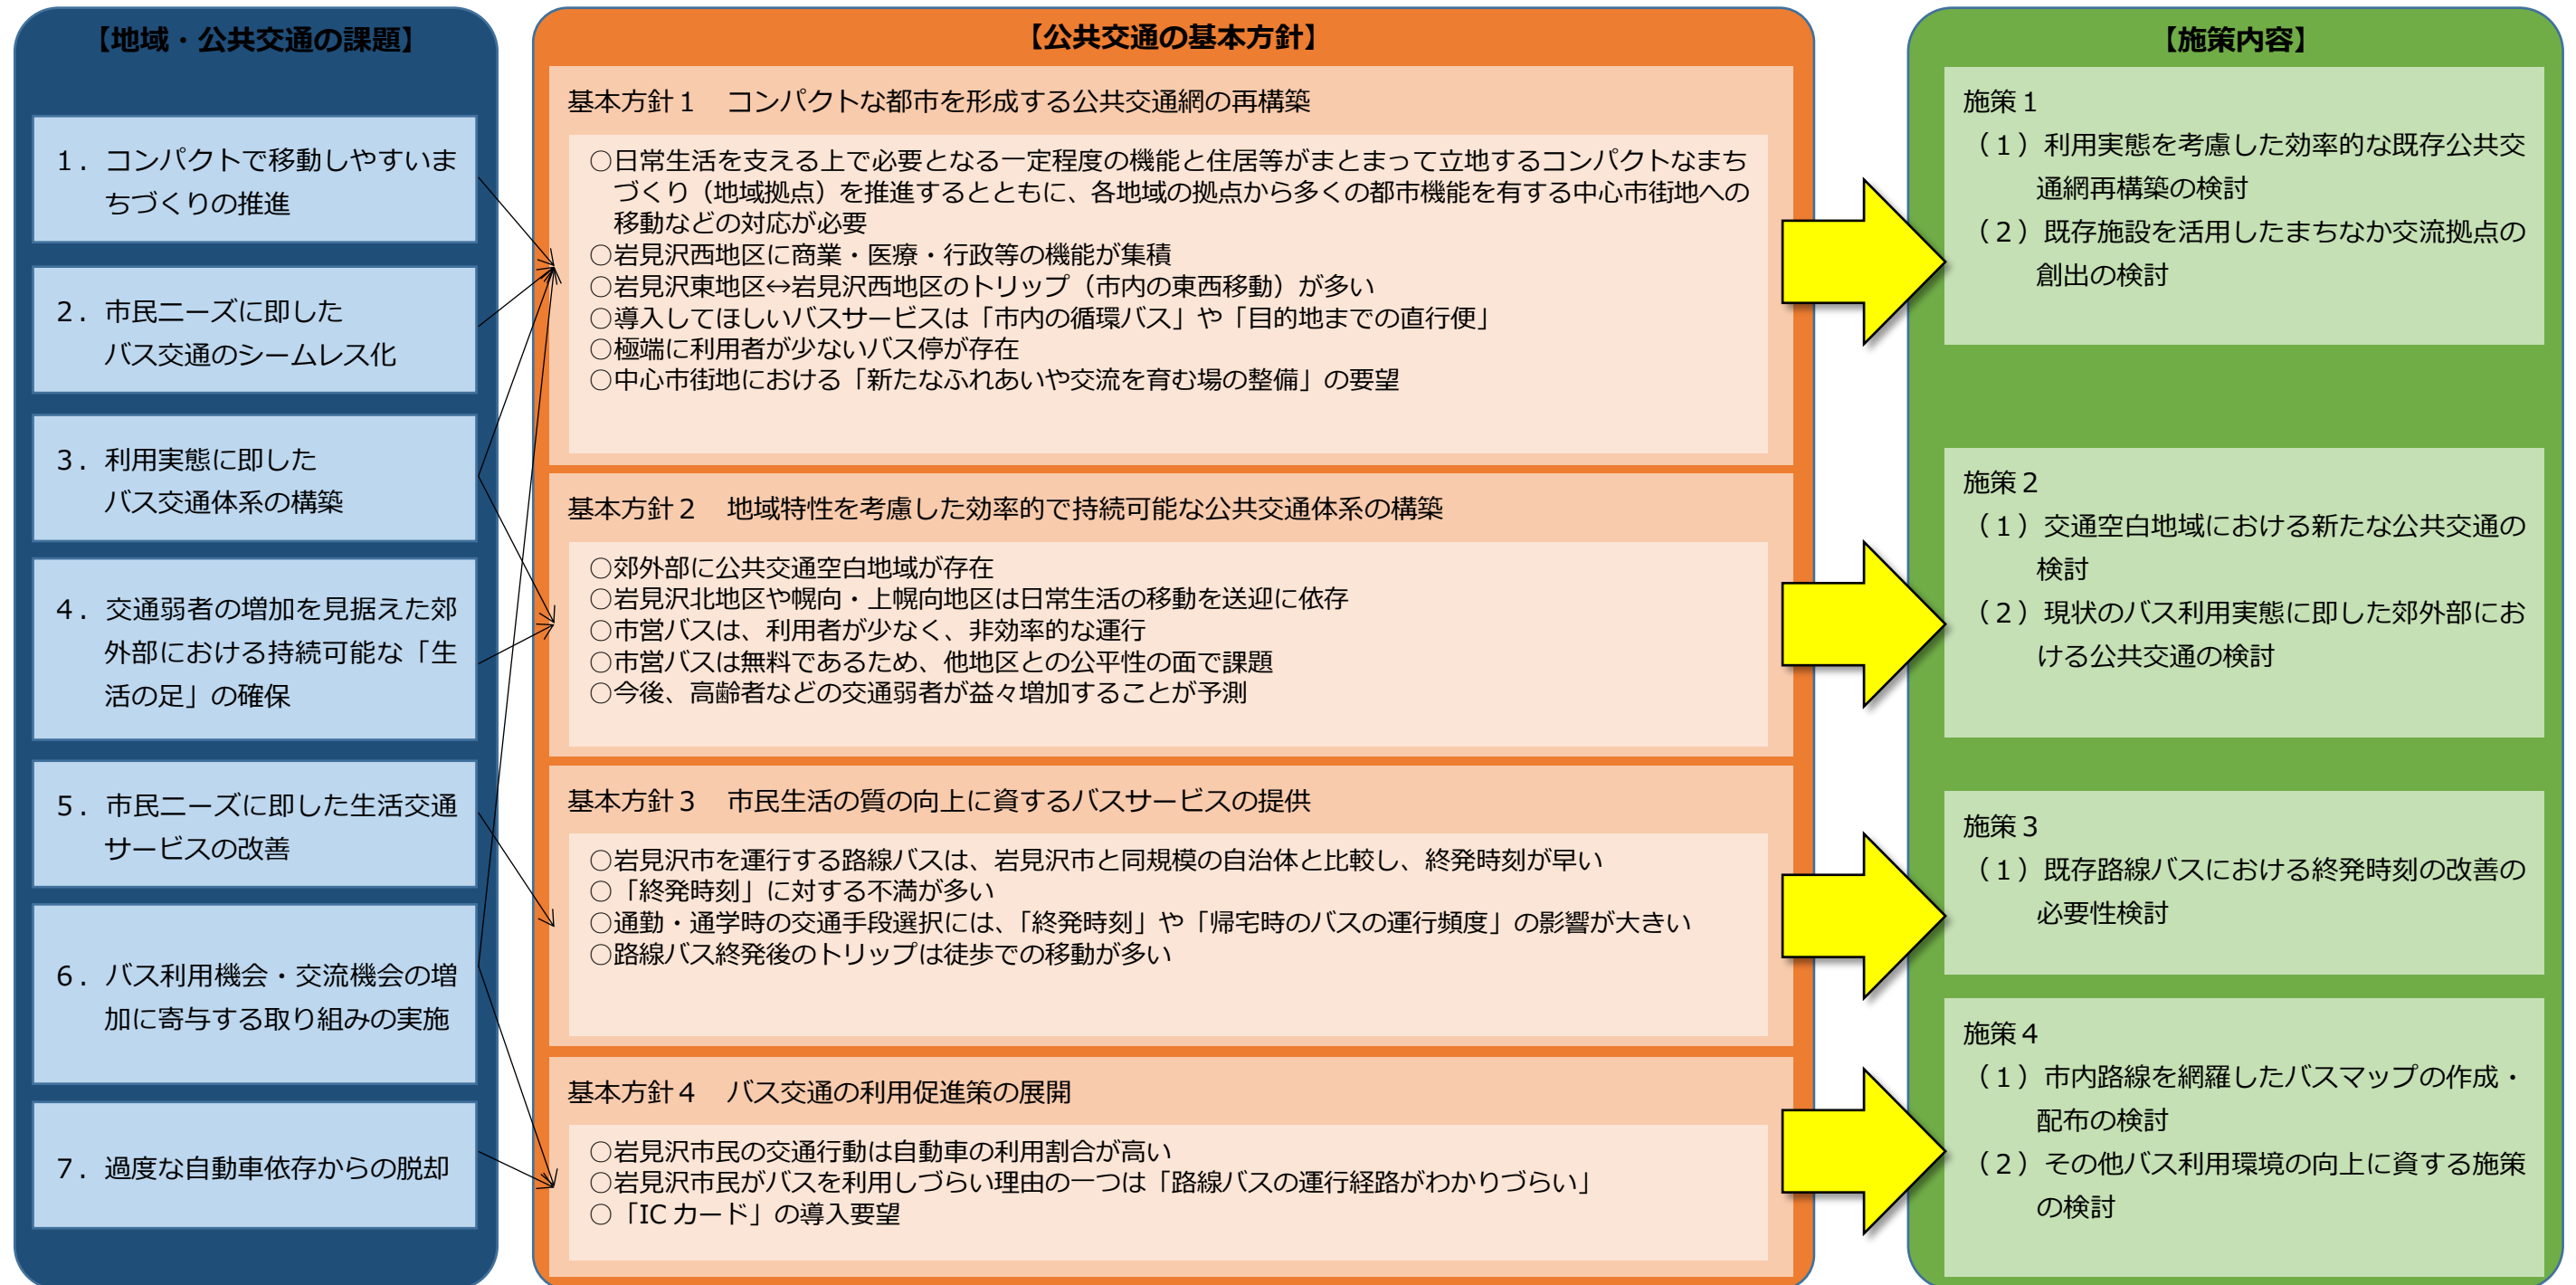 【地域・公共交通の課題】
1．コンパクトで移動しやすいま
ちづくりの推進
2．市民ニーズに即した
バス交通のシームレス化
3．利用実態に即した
バス交通体系の構築
4．交通弱者の増加を見据えた郊
外部における持続可能な「生
活の足」の確保
5．市民ニーズに即した生活交通
サービスの改善
6．バス利用機会・交流機会の増
加に寄与する取り組みの実施
7．過度な自動車依存からの脱却
【公共交通の基本方針】
基本方針１　コンパクトな都市を形成する公共交通網の再構築
○日常生活を支える上で必要となる一定程度の機能と住居等がまとまって立地するコンパクトなまち
づくり（地域拠点）を推進するとともに、各地域の拠点から多くの都市機能を有する中心市街地への
移動などの対応が必要
○岩見沢西地区に商業・医療・行政等の機能が集積
○岩見沢東地区↔岩見沢西地区のトリップ（市内の東西移動）が多い
○導入してほしいバスサービスは「市内の循環バス」や「目的地までの直行便」
○極端に利用者が少ないバス停が存在
○中心市街地における「新たなふれあいや交流を育む場の整備」の要望
基本方針２　地域特性を考慮した効率的で持続可能な公共交通体系の構築
○郊外部に公共交通空白地域が存在
○岩見沢北地区や幌向・上幌向地区は日常生活の移動を送迎に依存
○市営バスは、利用者が少なく、非効率的な運行
○市営バスは無料であるため、他地区との公平性の面で課題
○今後、高齢者などの交通弱者が益々増加することが予測
基本方針３　市民生活の質の向上に資するバスサービスの提供
○岩見沢市を運行する路線バスは、岩見沢市と同規模の自治体と比較し、終発時刻が早い
○「終発時刻」に対する不満が多い
○通勤・通学時の交通手段選択には、「終発時刻」や「帰宅時のバスの運行頻度」の影響が大きい
○路線バス終発後のトリップは徒歩での移動が多い
基本方針４　バス交通の利用促進策の展開
○岩見沢市民の交通行動は自動車の利用割合が高い
○岩見沢市民がバスを利用しづらい理由の一つは「路線バスの運行経路がわかりづらい」
○「IC カード」の導入要望
【施策内容】
施策１
（１）利用実態を考慮した効率的な既存公共交
通網再構築の検討
（２）既存施設を活用したまちなか交流拠点の
創出の検討
施策２
（１）交通空白地域における新たな公共交通の
検討
（２）現状のバス利用実態に即した郊外部にお
ける公共交通の検討
施策３
（１）既存路線バスにおける終発時刻の改善の
必要性検討
施策４
（１）市内路線を網羅したバスマップの作成・
配布の検討
（２）その他バス利用環境の向上に資する施策
の検討